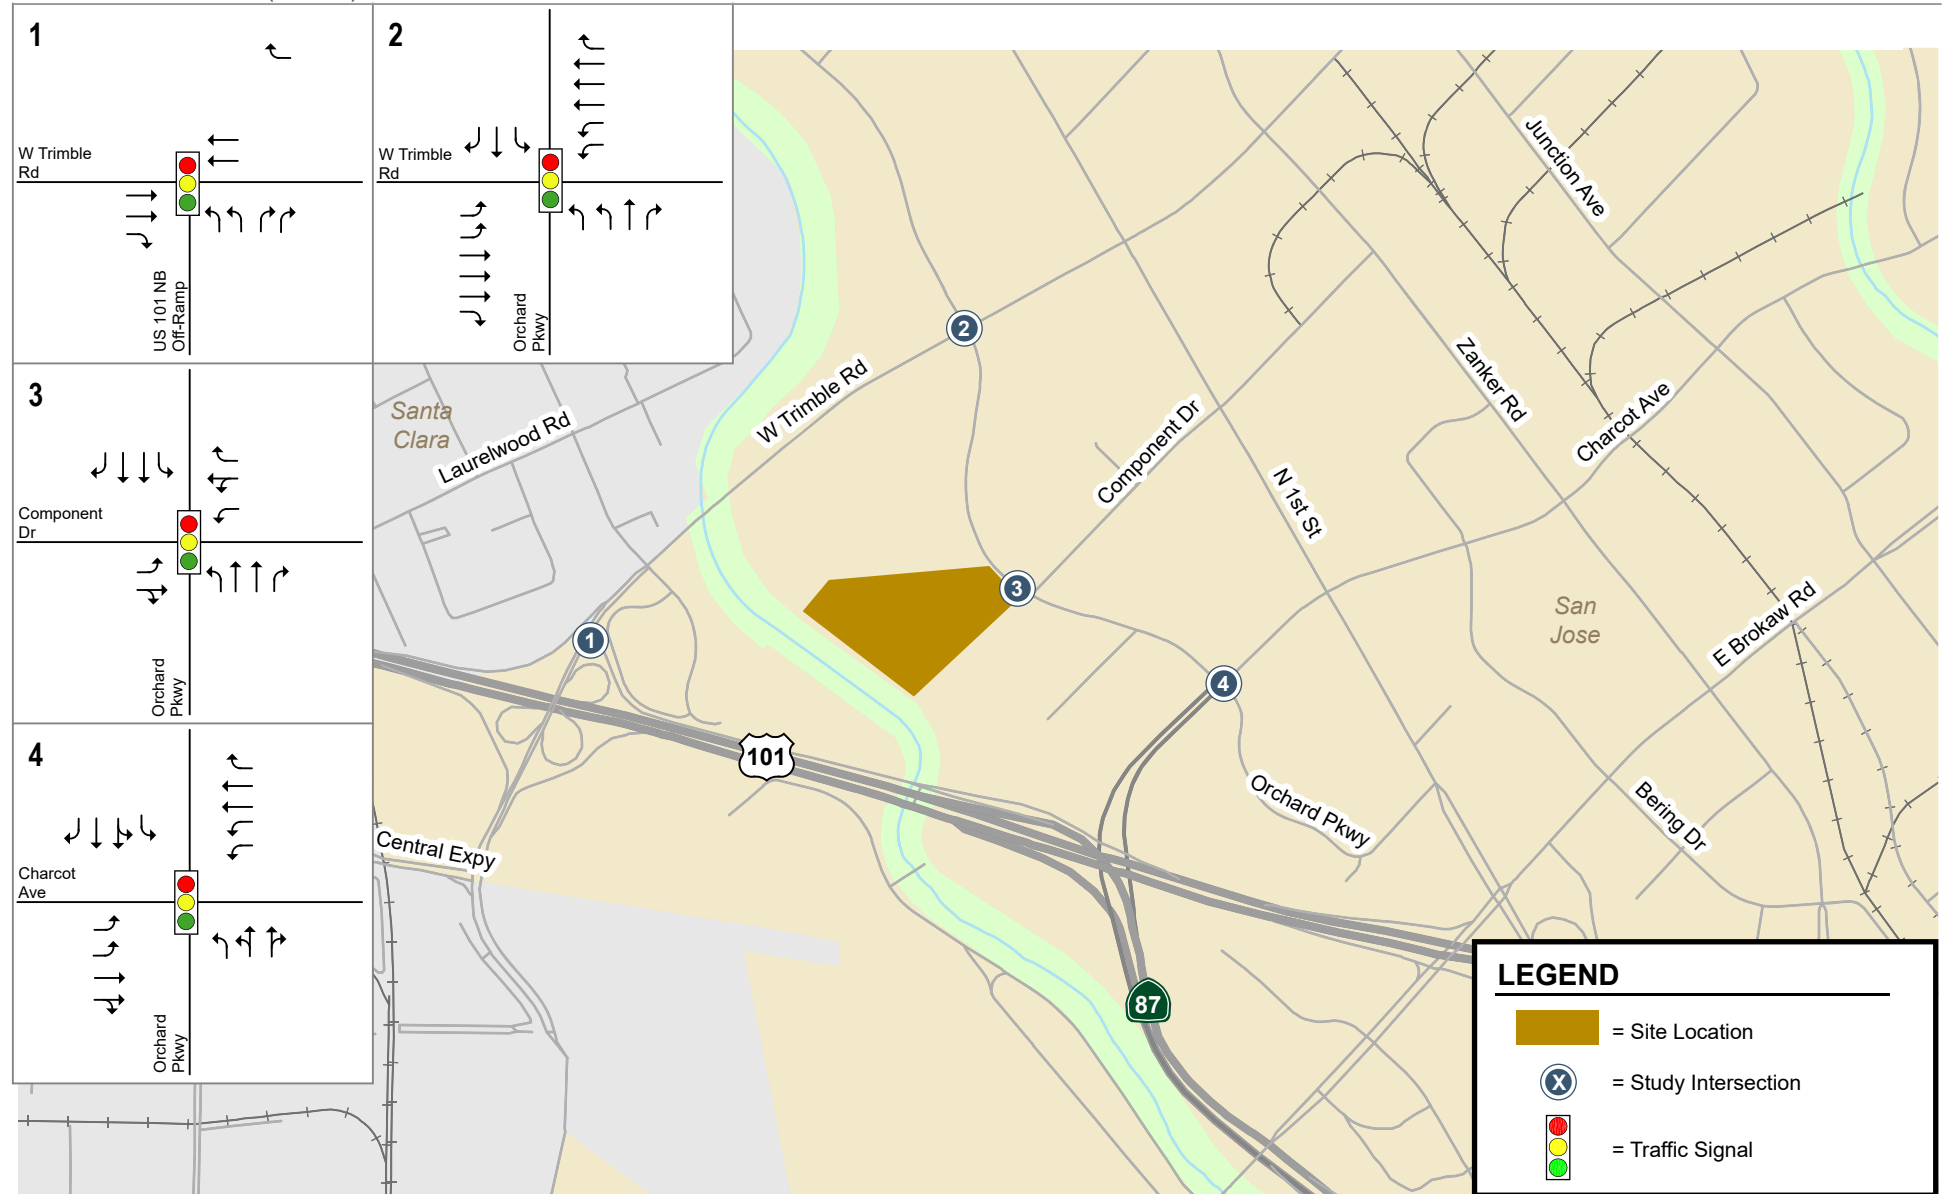 1
W Trimble
Rd
US 101 NB
Off-Ramp
2
W Trimble
Rd
Orchard
Pkwy
3
Component
Dr
Orchard
Pkwy
4
Charcot
Ave
Orchard
Pkwy
Santa
Clara
Laurelwood Rd
W Trimble Rd
Component Dr
N 1st St
Junction Ave
Zanker Rd
Charcot Ave
San
Jose
E Brokaw Rd
Bering Dr
Orchard Pkwy
Central Expy
1
2
3
4
101
87
LEGEND
= Site Location
X
= Study Intersection
= Traffic Signal